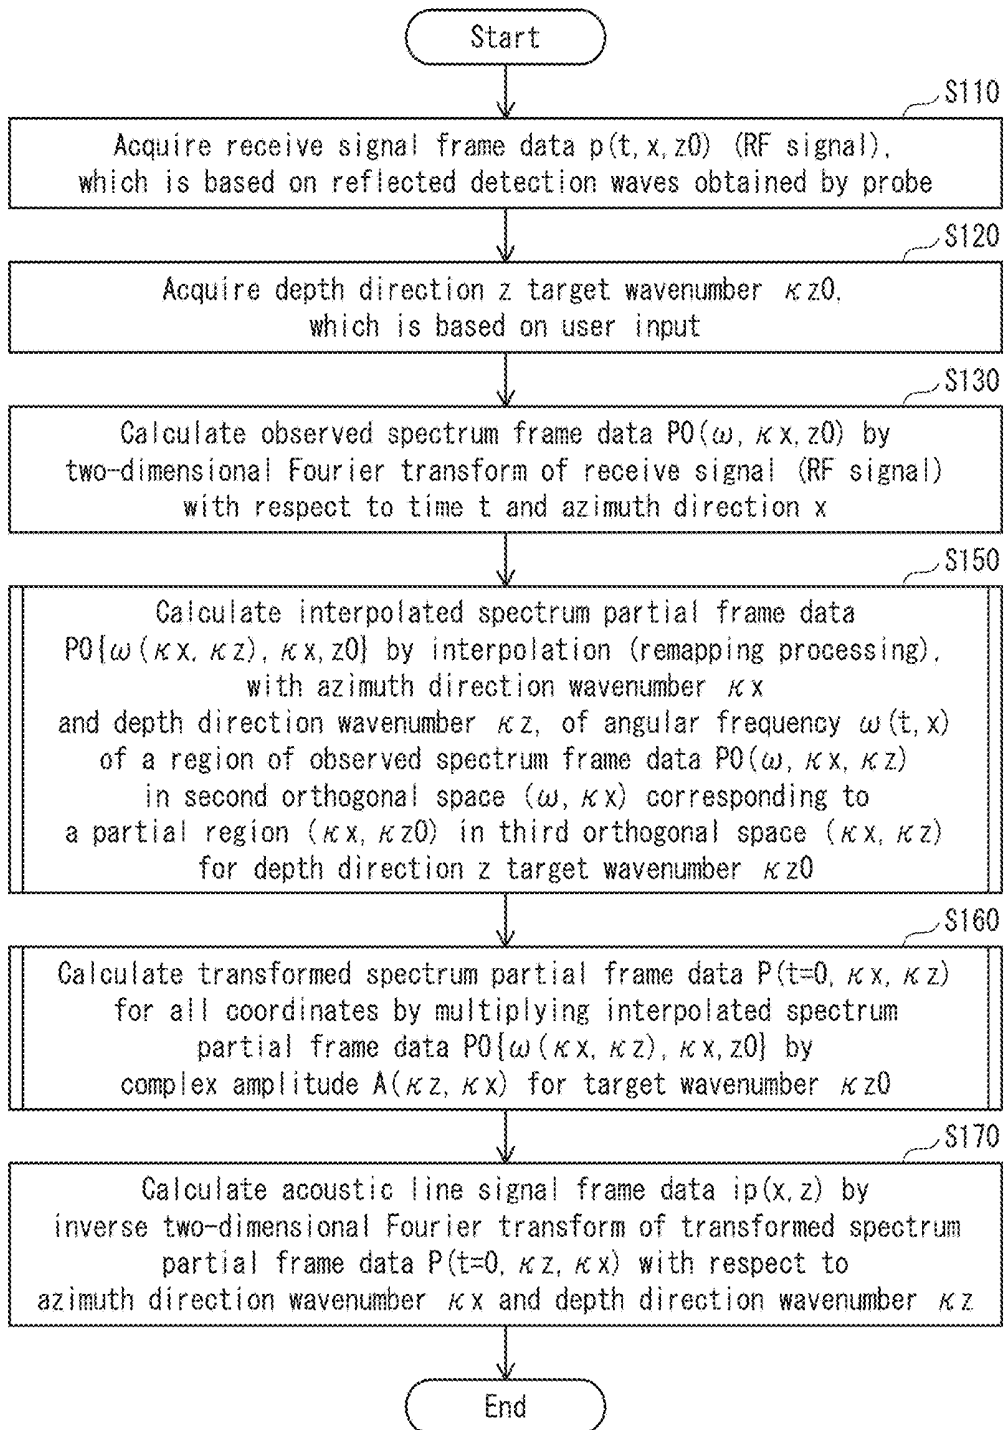 Start
S110
Acquire receive signal frame data p(t, x, z0) (RF signal),
which is based on reflected detection waves obtained by probe
S120
Acquire depth direction z target wavenumber κz0,
which is based on user input
S130
Calculate observed spectrum frame data P0(ω, κx, z0) by
two-dimensional Fourier transform of receive signal (RF signal)
with respect to time t and azimuth direction x
S150
Calculate interpolated spectrum partial frame data
P0{ω(κx, κz), κx, z0} by interpolation (remapping processing),
with azimuth direction wavenumber κx
and depth direction wavenumber κz, of angular frequency ω(t, x)
of a region of observed spectrum frame data P0(ω, κx, κz)
in second orthogonal space (ω, κx) corresponding to
a partial region (κx, κz0) in third orthogonal space (κx, κz)
for depth direction z target wavenumber κz0
S160
Calculate transformed spectrum partial frame data P(t=0, κx, κz)
for all coordinates by multiplying interpolated spectrum
partial frame data P0{ω(κx, κz), κx, z0} by
complex amplitude A(κz, κx) for target wavenumber κz0
S170
Calculate acoustic line signal frame data ip(x, z) by
inverse two-dimensional Fourier transform of transformed spectrum
partial frame data P(t=0, κz, κx) with respect to
azimuth direction wavenumber κx and depth direction wavenumber κz
End